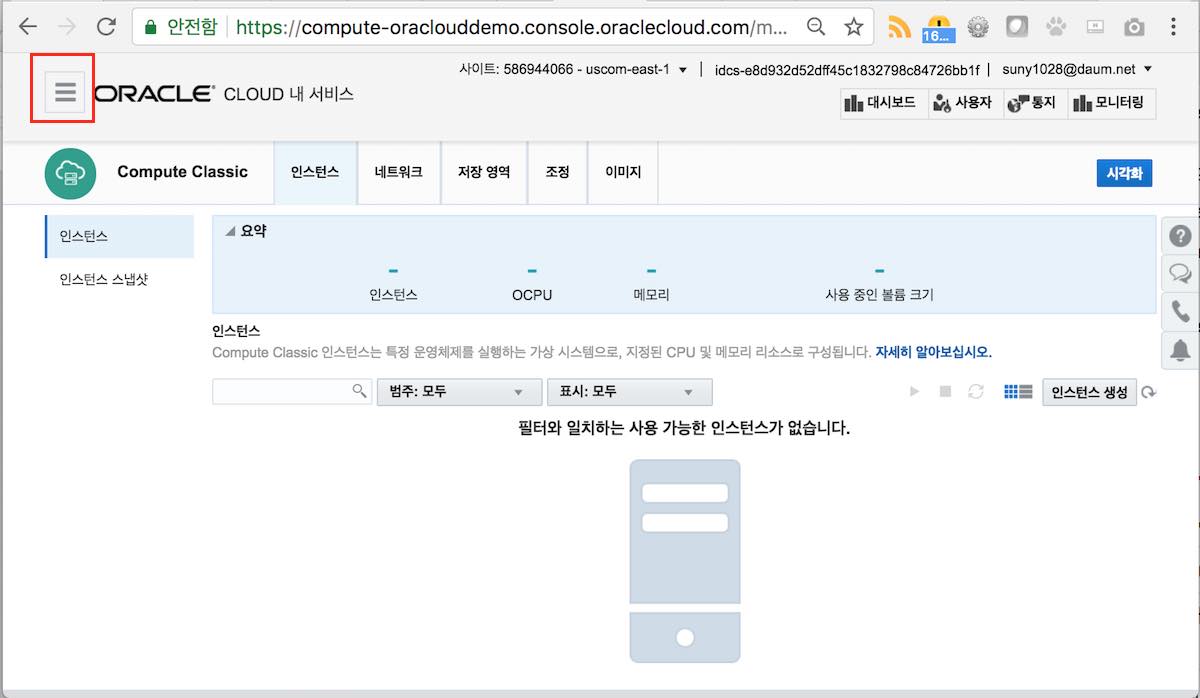 안전함 https://compute-oraclouddemo.console.oraclecloud.com/m...
16...
사이트: 586944066 - uscom-east-1 idcs-e8d932d52dff45c1832798c84726bb1f suny1028@daum.net
ORACLE® CLOUD 내 서비스
대시보드 사용자 통지 모니터링
Compute Classic 인스턴스 네트워크 저장 영역 조정 이미지 시각화
인스턴스
인스턴스 스냅샷
요약
- - - -
인스턴스 OCPU 메모리 사용 중인 볼륨 크기
인스턴스
Compute Classic 인스턴스는 특정 운영체제를 실행하는 가상 시스템으로, 지정된 CPU 및 메모리 리소스로 구성됩니다. 자세히 알아보십시오.
범주: 모두 표시: 모두 인스턴스 생성
필터와 일치하는 사용 가능한 인스턴스가 없습니다.